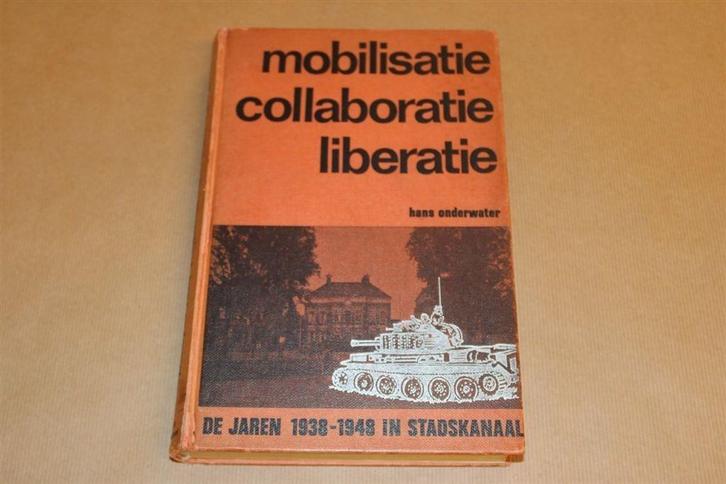 mobilisatie
collaboratie
liberatie
hans onderwater
DE JAREN 1938-1948 IN STADSKANAAL